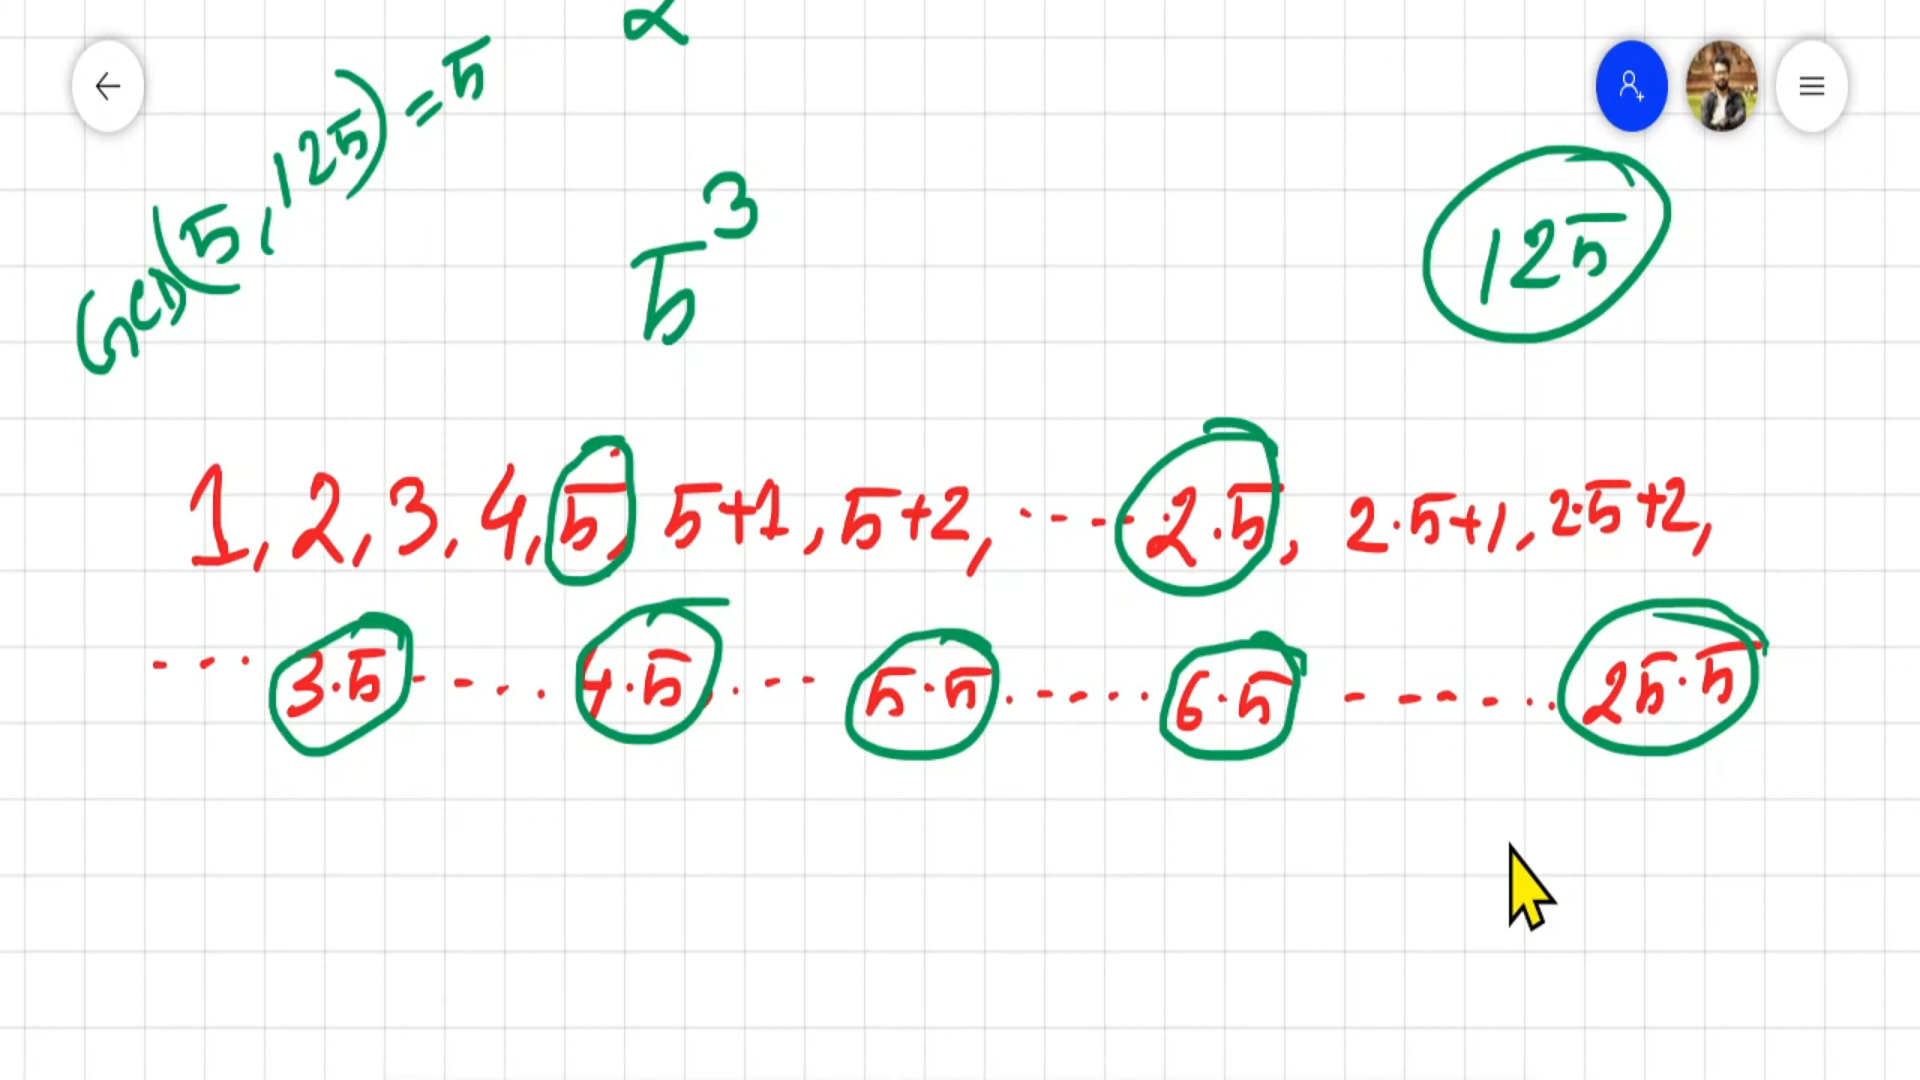 GCD(5,125)=5
5³
125
1, 2, 3, 4, 5, 5+1, 5+2, ---- 2·5, 2·5+1, 2·5+2,
--- 3·5 ---- 4·5 ---- 5·5 ----- 6·5 ------- 25·5